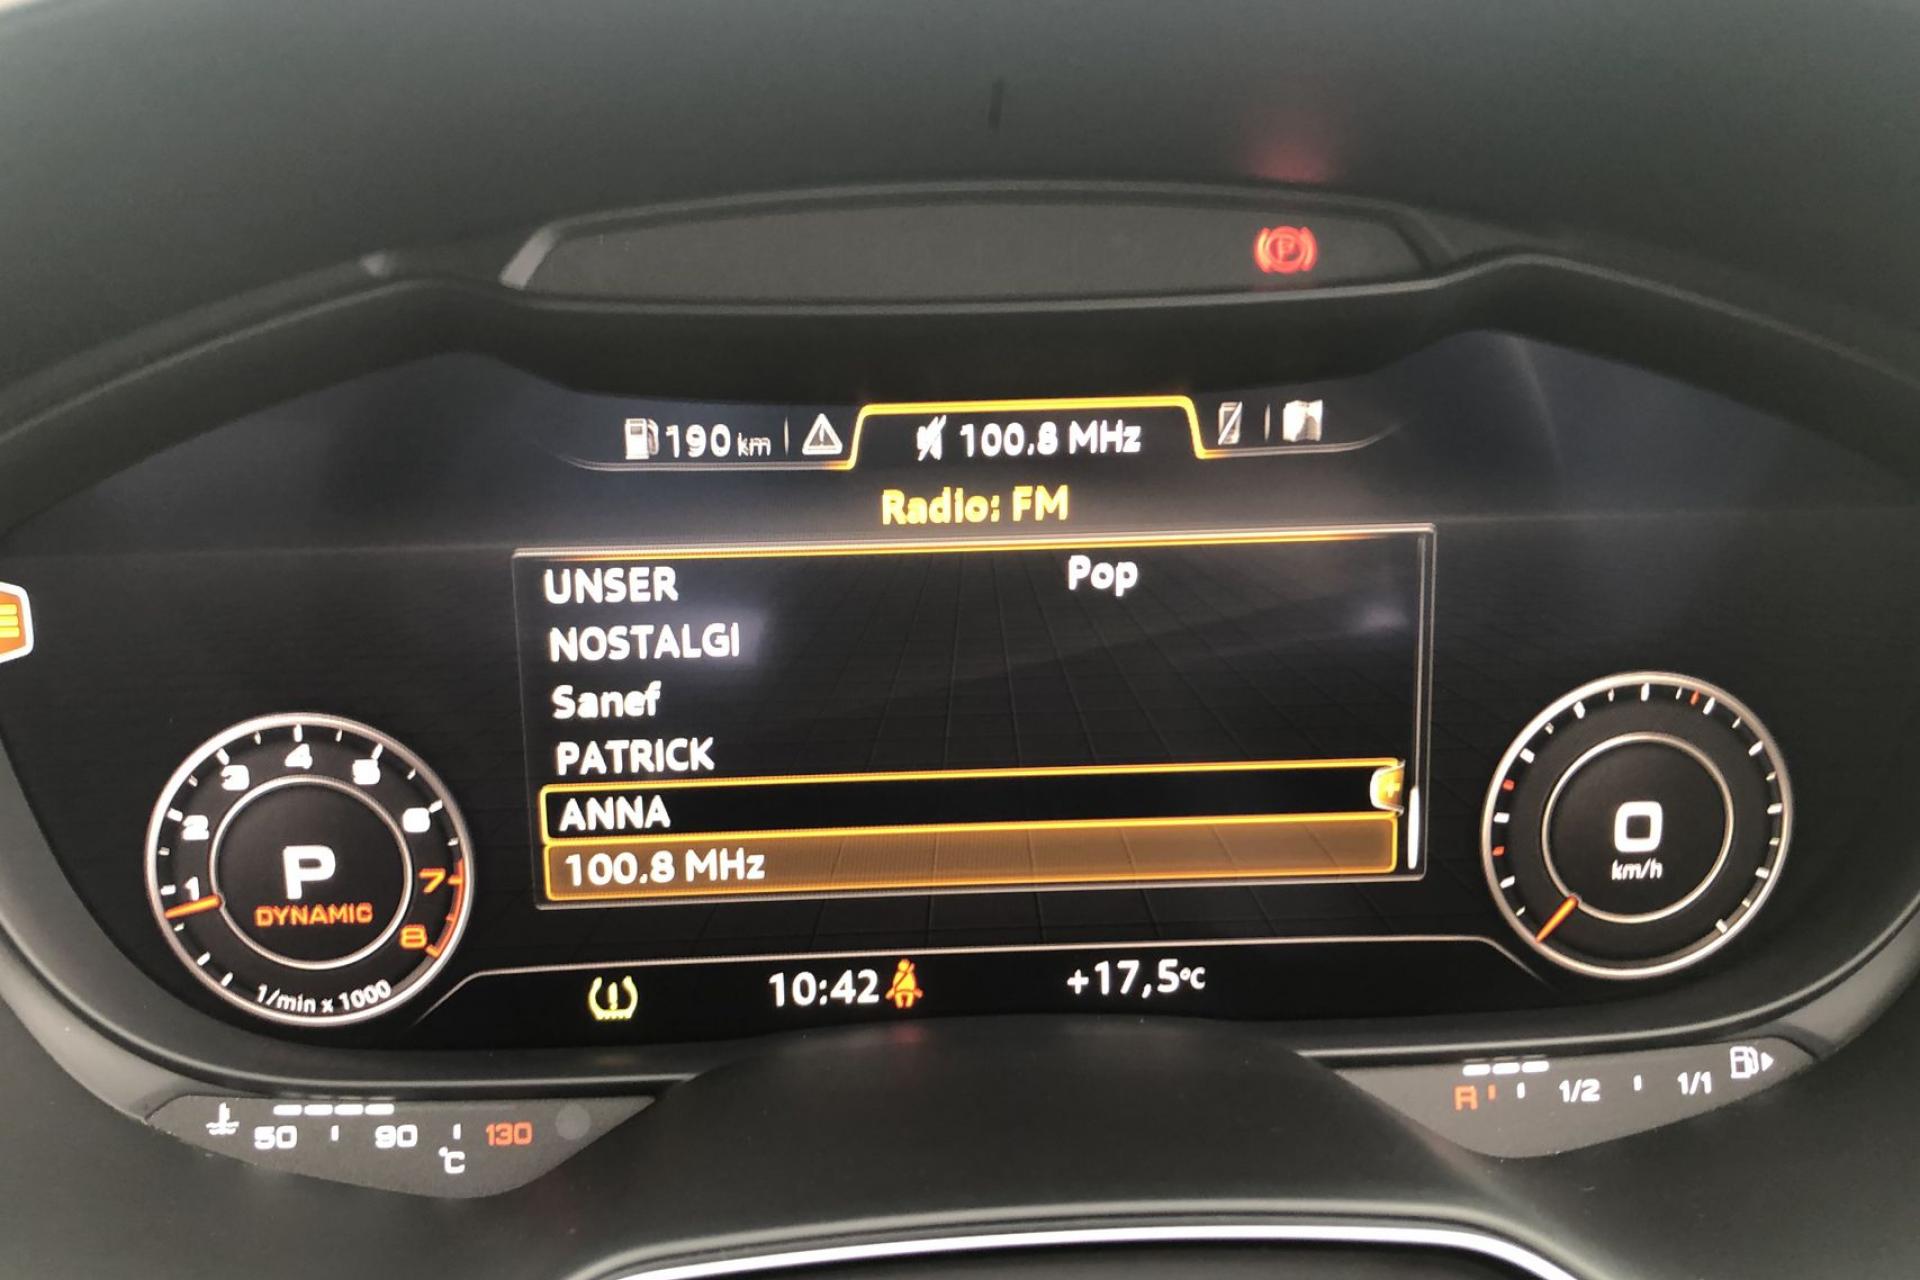 190 km
100.8 MHz
Radio: FM
UNSER Pop
NOSTALGI
Sanef
PATRICK
ANNA
100.8 MHz
1 2 3 4 5 6 7 8
P
DYNAMIC
1/min x 1000
0
km/h
10:42
+17,5°C
50 90 130
°C
R 1/2 1/1